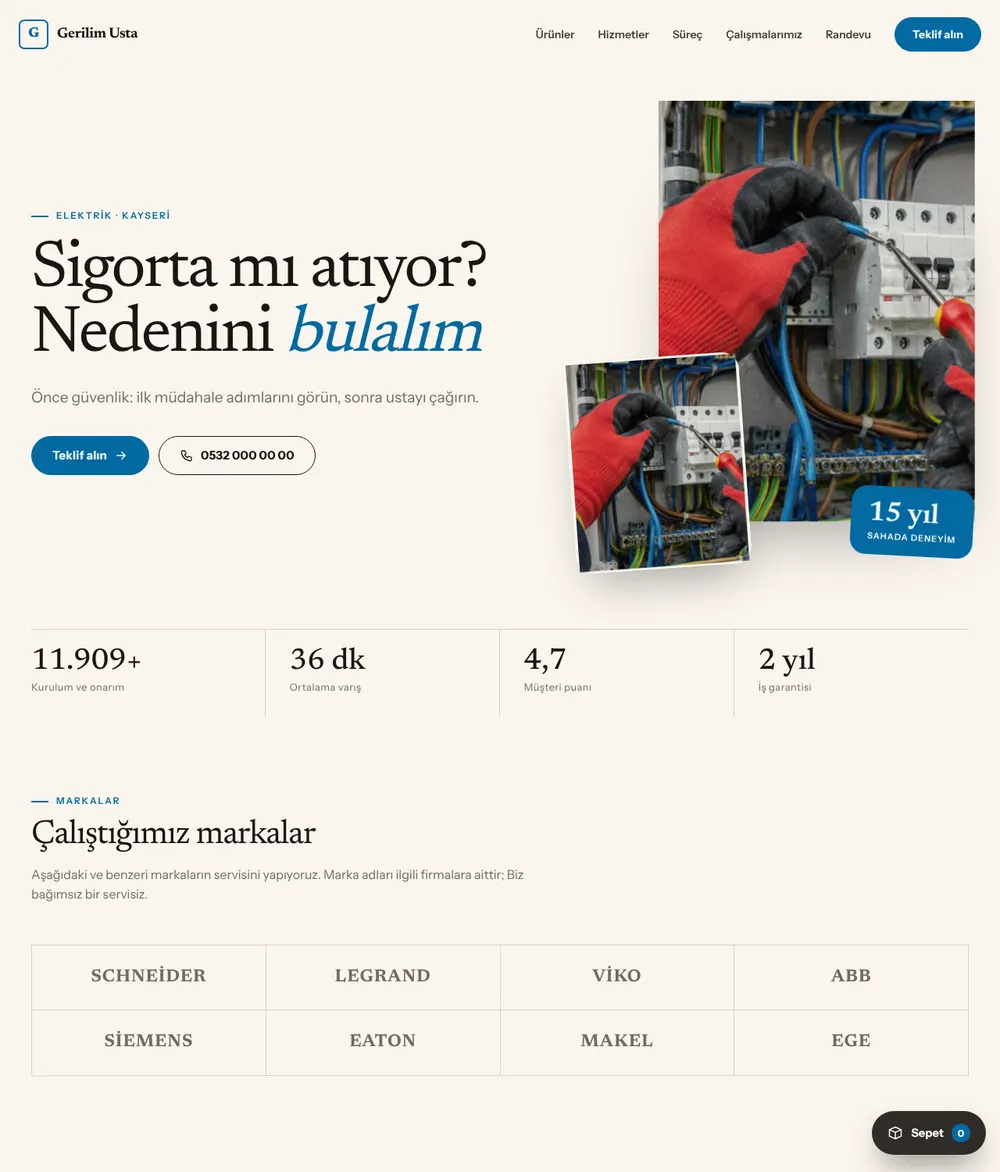 G
Gerilim Usta
Ürünler
Hizmetler
Süreç
Çalışmalarımız
Randevu
Teklif alın
ELEKTRİK · KAYSERİ
Sigorta mı atıyor?
Nedenini bulalım
Önce güvenlik: ilk müdahale adımlarını görün, sonra ustayı çağırın.
Teklif alın →
0532 000 00 00
15 yıl
SAHADA DENEYİM
11.909+
Kurulum ve onarım
36 dk
Ortalama varış
4,7
Müşteri puanı
2 yıl
İş garantisi
MARKALAR
Çalıştığımız markalar
Aşağıdaki ve benzeri markaların servisini yapıyoruz. Marka adları ilgili firmalara aittir; Biz
bağımsız bir servisiz.
SCHNEİDER
LEGRAND
VİKO
ABB
SİEMENS
EATON
MAKEL
EGE
Sepet 0